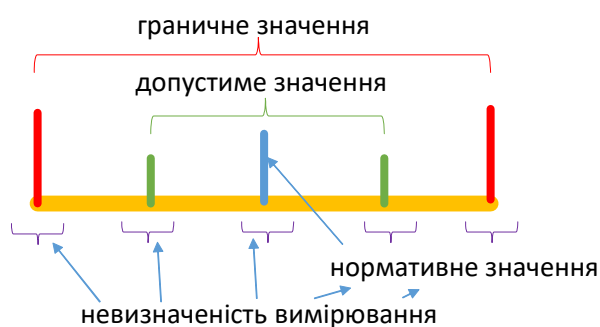 граничне значення
допустиме значення
нормативне значення
невизначеність вимірювання